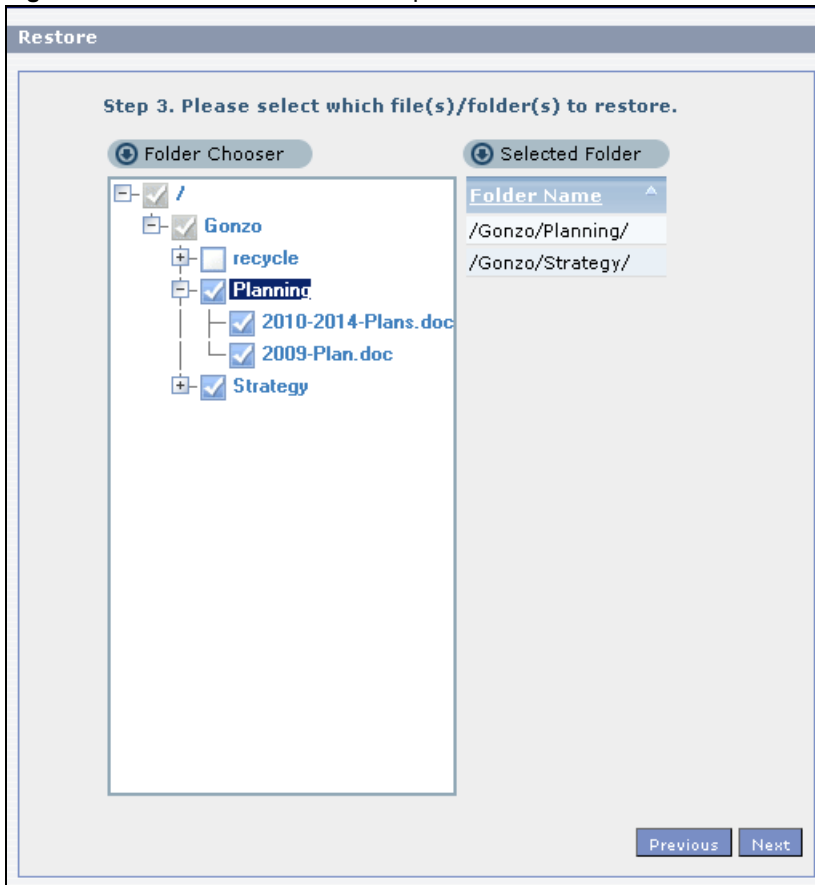 Restore
Step 3. Please select which file(s)/folder(s) to restore.
Folder Chooser
Selected Folder
/
Gonzo
recycle
Planning
2010-2014-Plans.doc
2009-Plan.doc
Strategy
Folder Name
/Gonzo/Planning/
/Gonzo/Strategy/
Previous
Next